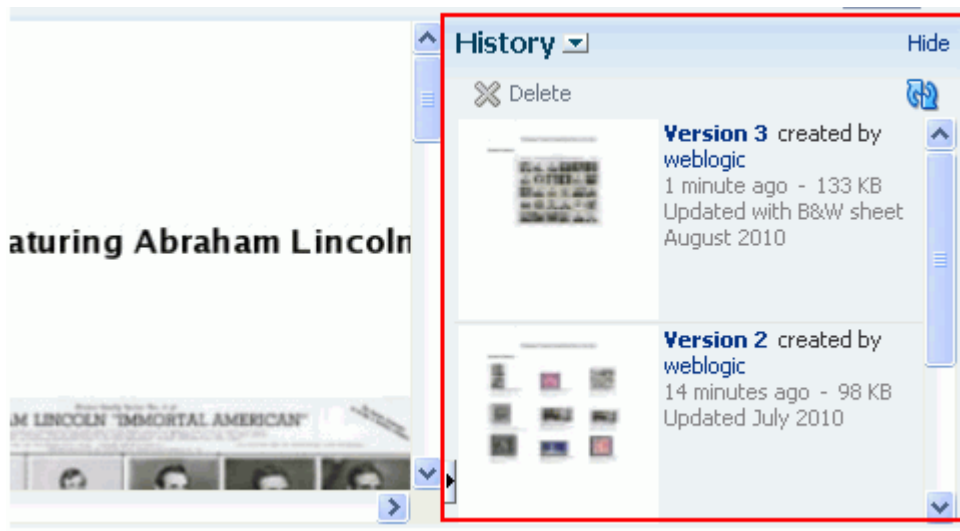 History
Hide
Delete
Version 3 created by
weblogic
1 minute ago - 133 KB
Updated with B&W sheet
August 2010
aturing Abraham Lincoln
Version 2 created by
weblogic
14 minutes ago - 98 KB
Updated July 2010
AM LINCOLN "IMMORTAL AMERICAN"